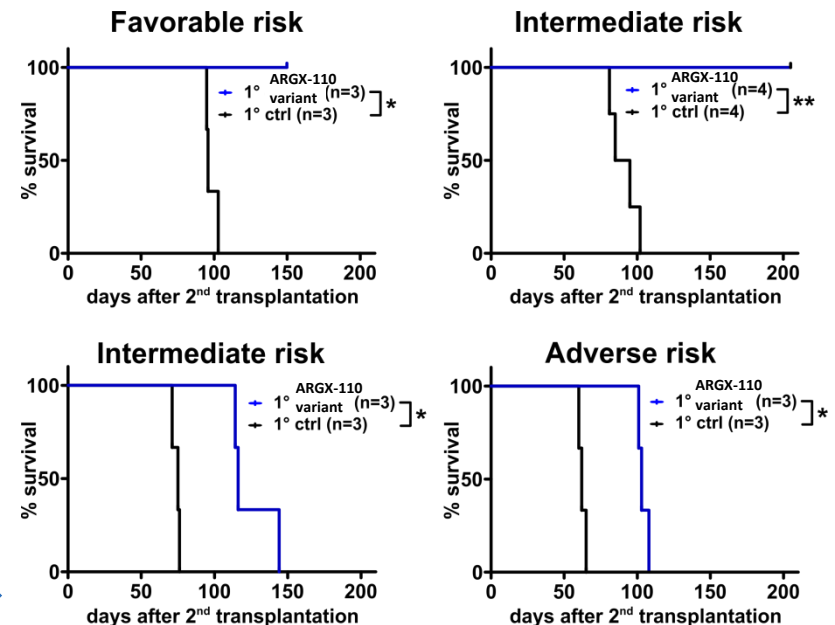 Favorable risk
% survival
100
50
0
ARGX-110
1° variant (n=3)
1° ctrl (n=3)
*
0 50 100 150 200
days after 2nd transplantation
Intermediate risk
% survival
100
50
0
ARGX-110
1° variant (n=4)
1° ctrl (n=4)
**
0 50 100 150 200
days after 2nd transplantation
Intermediate risk
% survival
100
50
0
ARGX-110
1° variant (n=3)
1° ctrl (n=3)
*
0 50 100 150 200
days after 2nd transplantation
Adverse risk
% survival
100
50
0
ARGX-110
1° variant (n=3)
1° ctrl (n=3)
*
0 50 100 150 200
days after 2nd transplantation